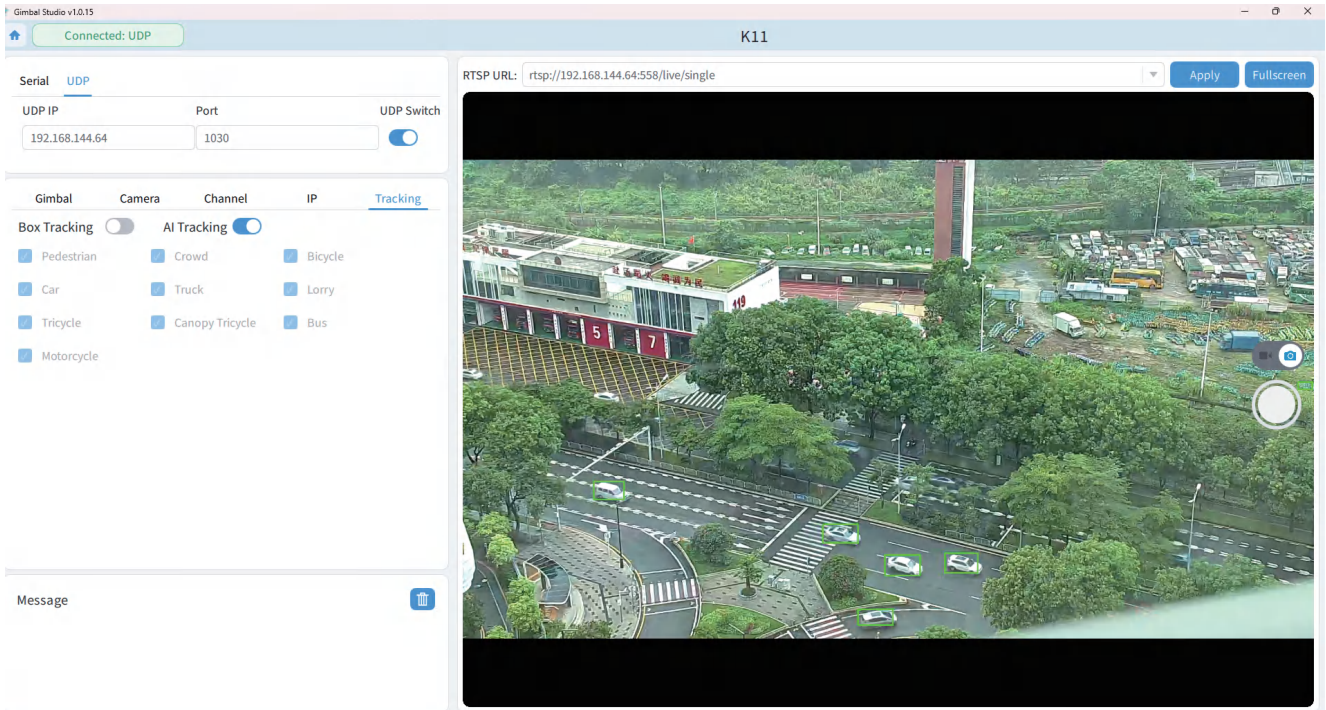 Gimbal Studio v1.0.15
Connected: UDP
K11
Serial UDP
UDP IP Port UDP Switch
192.168.144.64 1030
Gimbal Camera Channel IP Tracking
Box Tracking AI Tracking
Pedestrian Crowd Bicycle
Car Truck Lorry
Tricycle Canopy Tricycle Bus
Motorcycle
Message
RTSP URL: rtsp://192.168.144.64:558/live/single Apply Fullscreen
119
5 7